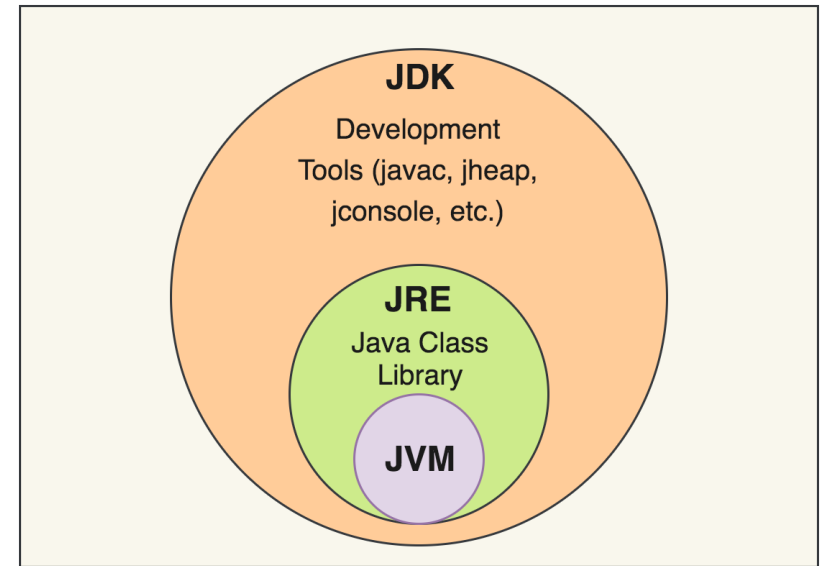 JDK
Development
Tools (javac, jheap,
jconsole, etc.)
JRE
Java Class
Library
JVM